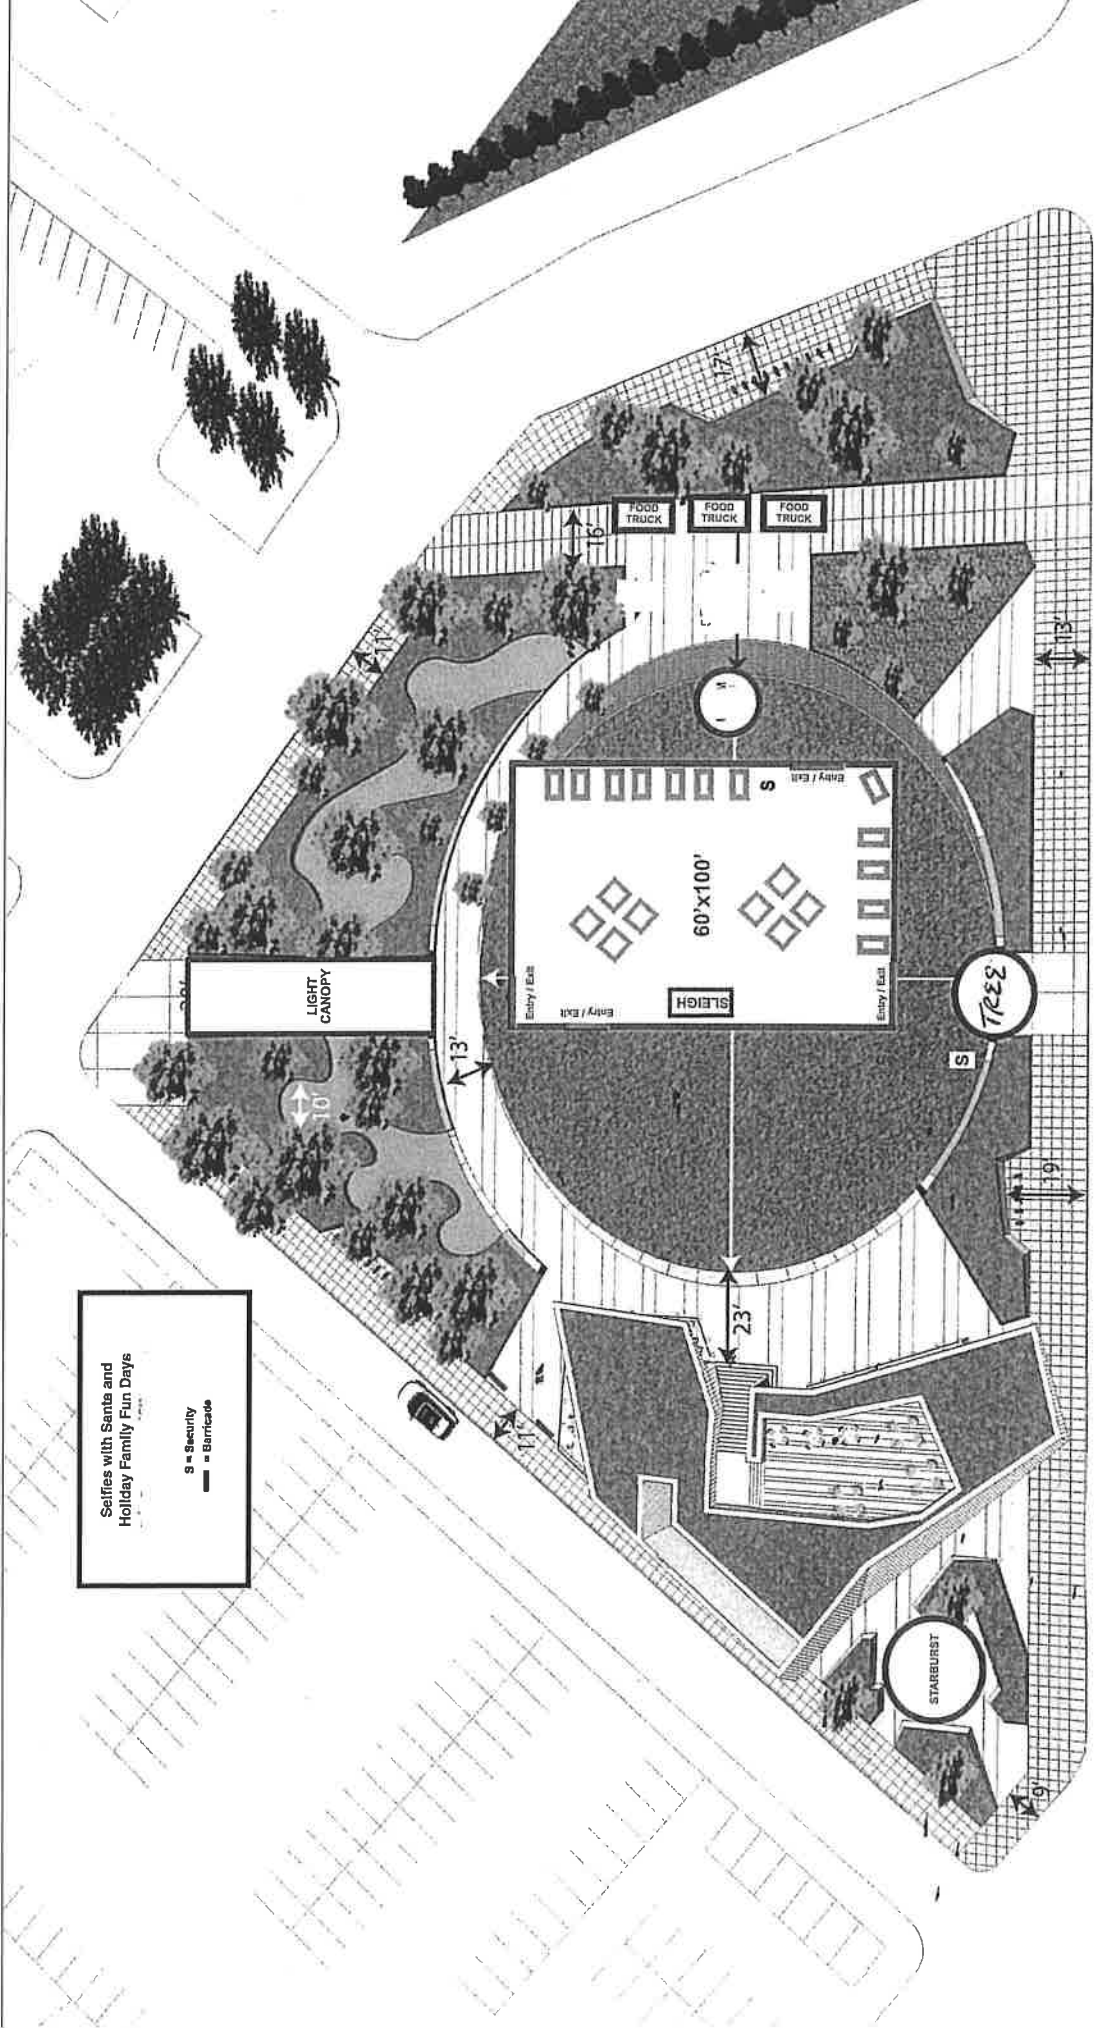 Selfies with Santa and
Holiday Family Fun Days
S = Security
▬ = Barricade
LIGHT
CANOPY
11'
17'
16'
FOOD
TRUCK
FOOD
TRUCK
FOOD
TRUCK
10'
13'
Entry / Exit
Entry / Exit
SLEIGH
60'x100'
S
Entry / Exit
Entry / Exit
TREE
S
13'
19'
23'
11'
STARBURST
9'